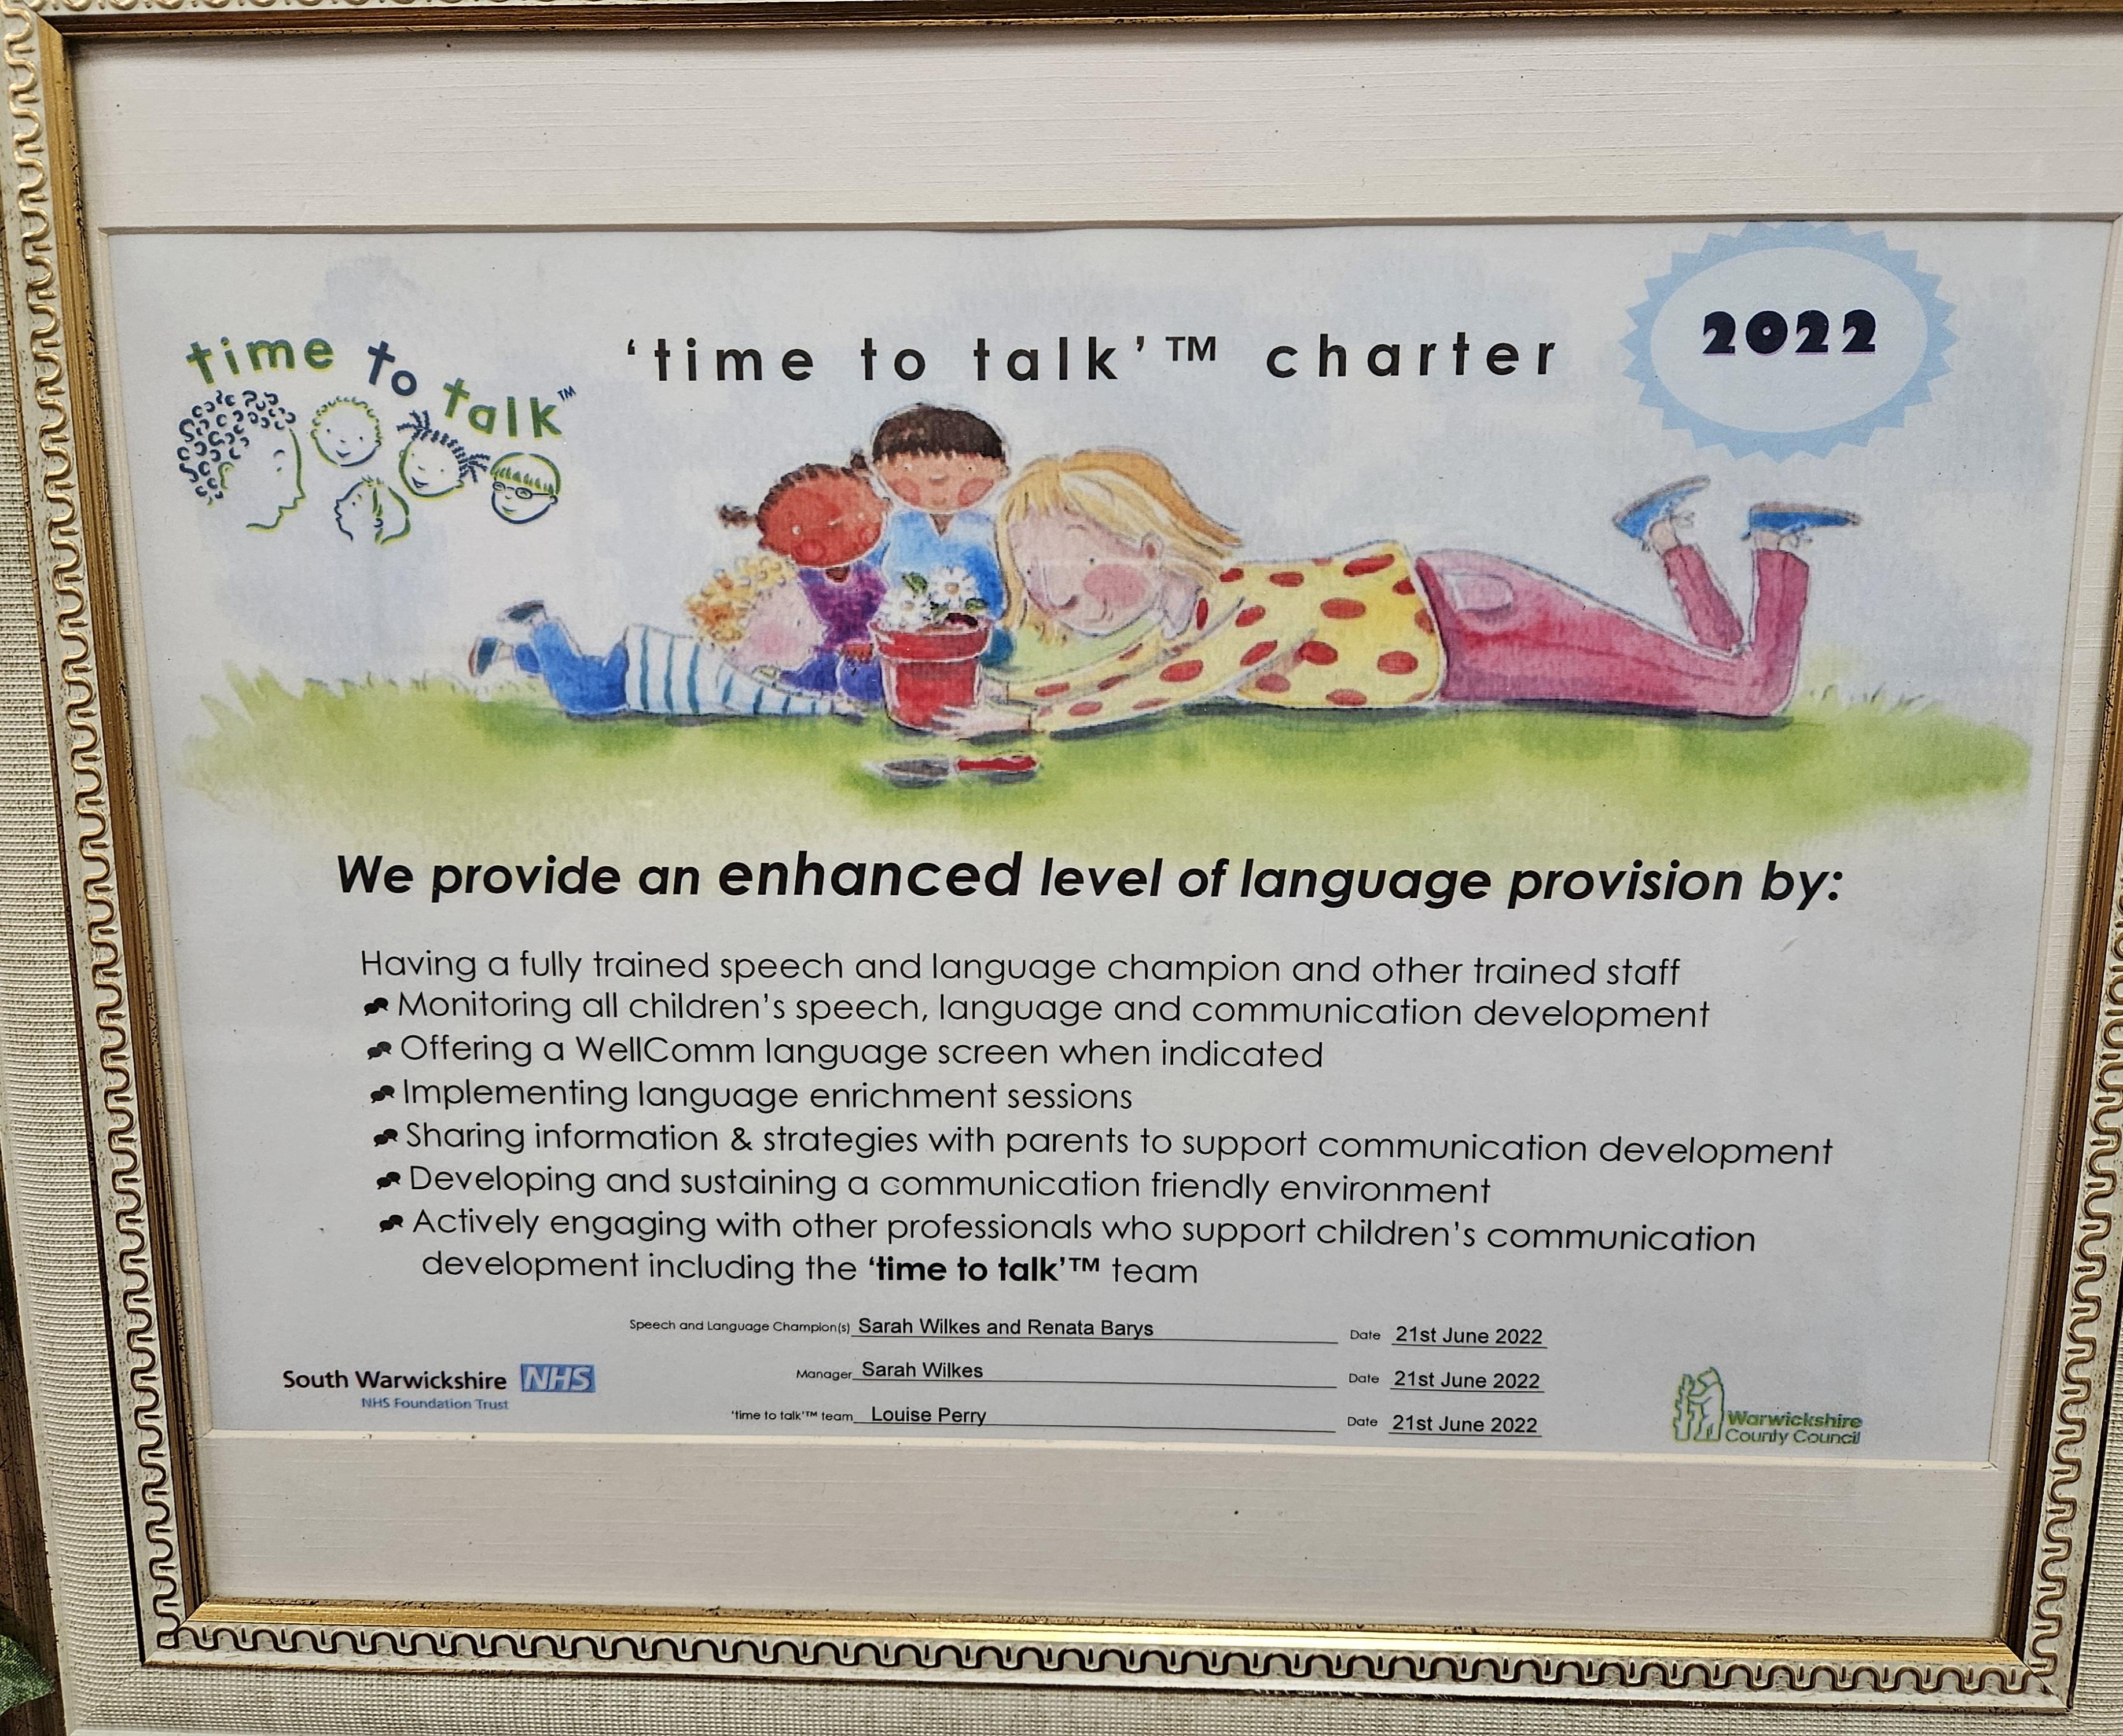 time to talk™
‘time to talk’™ charter
2022
We provide an enhanced level of language provision by:
Having a fully trained speech and language champion and other trained staff
Monitoring all children’s speech, language and communication development
Offering a WellComm language screen when indicated
Implementing language enrichment sessions
Sharing information & strategies with parents to support communication development
Developing and sustaining a communication friendly environment
Actively engaging with other professionals who support children’s communication
development including the ‘time to talk’™ team
Speech and Language Champion(s) Sarah Wilkes and Renata Barys Date 21st June 2022
Manager Sarah Wilkes Date 21st June 2022
‘time to talk’™ team Louise Perry Date 21st June 2022
South Warwickshire NHS
NHS Foundation Trust
Warwickshire
County Council